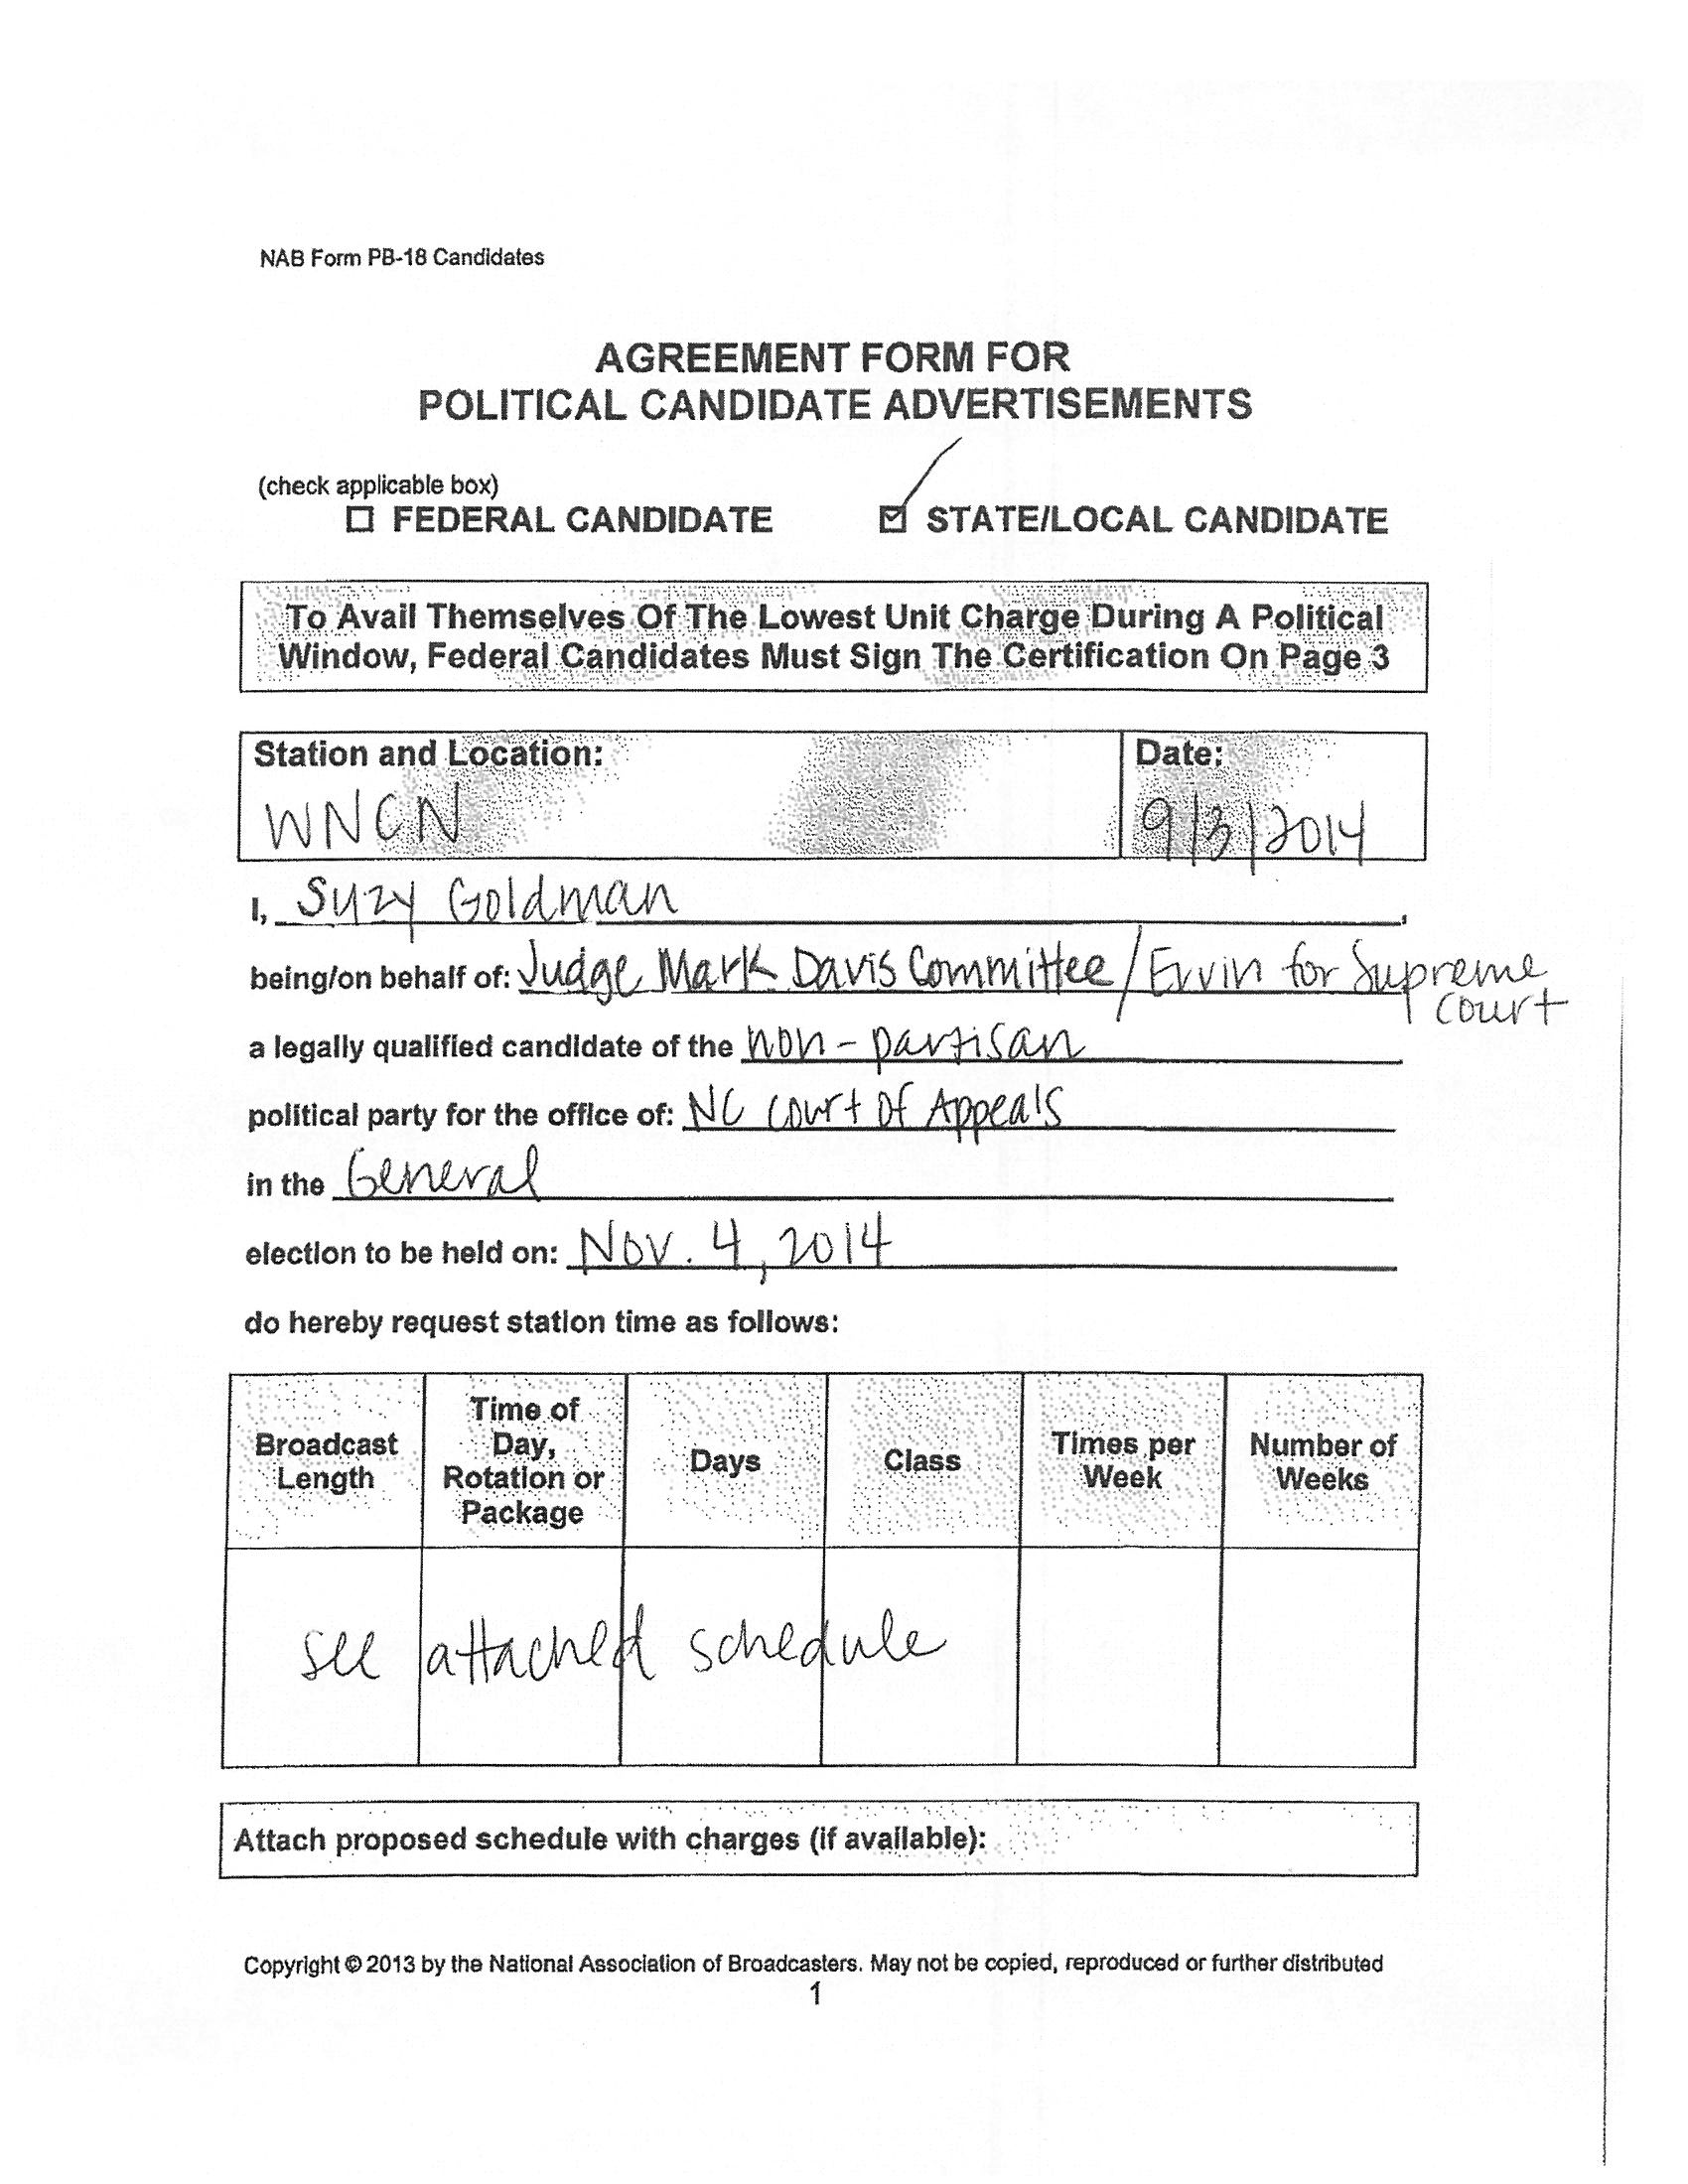 NAB Form PB-18 Candidates
AGREEMENT FORM FOR
POLITICAL CANDIDATE ADVERTISEMENTS
(check applicable box)
☐ FEDERAL CANDIDATE ☑ STATE/LOCAL CANDIDATE
To Avail Themselves Of The Lowest Unit Charge During A Political
Window, Federal Candidates Must Sign The Certification On Page 3
Station and Location: Date:
WNCN 9/3/2014
I, Suzy Goldman,
being/on behalf of: Judge Mark Davis Committee/Ervin for Supreme
Court
a legally qualified candidate of the non-partisan
political party for the office of: NC Court of Appeals
in the General
election to be held on: Nov. 4, 2014
do hereby request station time as follows:
Broadcast Length
Time of Day, Rotation or Package
Days
Class
Times per Week
Number of Weeks
see attached schedule
Attach proposed schedule with charges (if available):
Copyright © 2013 by the National Association of Broadcasters. May not be copied, reproduced or further distributed
1